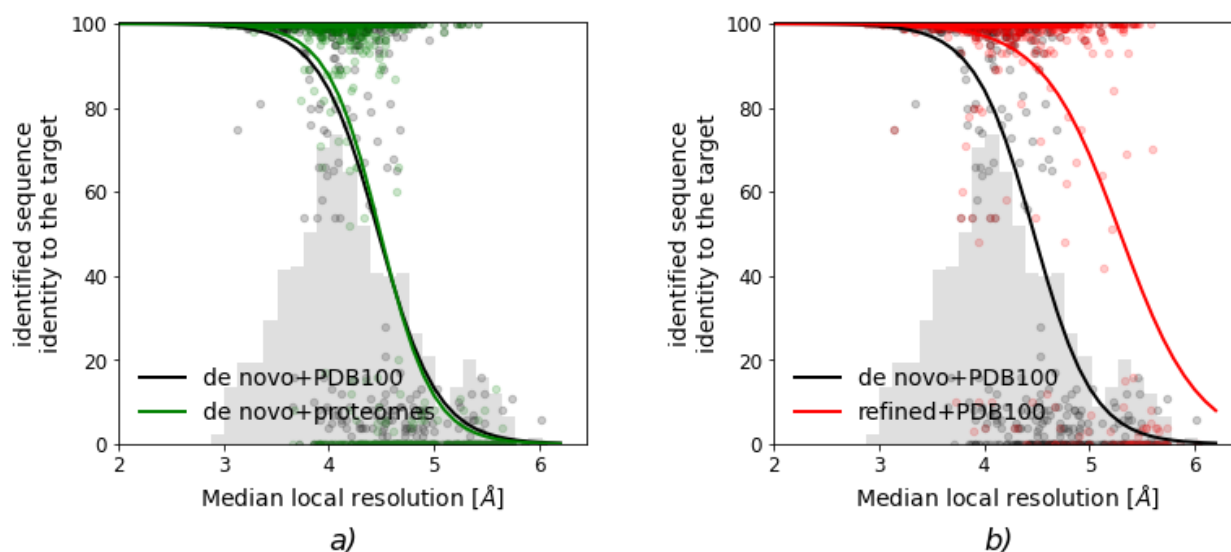 100
80
60
40
20
0
identified sequence
identity to the target
de novo+PDB100
de novo+proteomes
2 3 4 5 6
Median local resolution [Å]
a)
100
80
60
40
20
0
identified sequence
identity to the target
de novo+PDB100
refined+PDB100
2 3 4 5 6
Median local resolution [Å]
b)